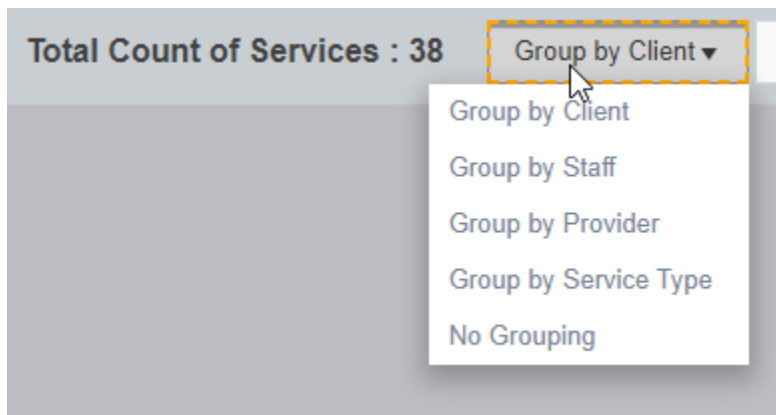 Total Count of Services : 38
Group by Client
Group by Client
Group by Staff
Group by Provider
Group by Service Type
No Grouping